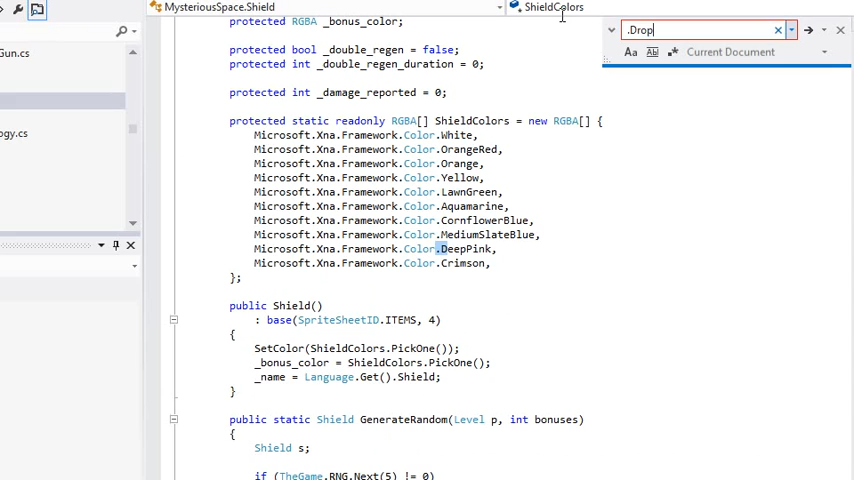 MysteriousSpace.Shield
ShieldColors
.Drop
Aa
Current Document
Gun.cs
ogy.cs
protected RGBA _bonus_color;
protected bool _double_regen = false;
protected int _double_regen_duration = 0;
protected int _damage_reported = 0;
protected static readonly RGBA[] ShieldColors = new RGBA[] {
Microsoft.Xna.Framework.Color.White,
Microsoft.Xna.Framework.Color.OrangeRed,
Microsoft.Xna.Framework.Color.Orange,
Microsoft.Xna.Framework.Color.Yellow,
Microsoft.Xna.Framework.Color.LawnGreen,
Microsoft.Xna.Framework.Color.Aquamarine,
Microsoft.Xna.Framework.Color.CornflowerBlue,
Microsoft.Xna.Framework.Color.MediumSlateBlue,
Microsoft.Xna.Framework.Color.DeepPink,
Microsoft.Xna.Framework.Color.Crimson,
};
public Shield()
: base(SpriteSheetID.ITEMS, 4)
{
SetColor(ShieldColors.PickOne());
_bonus_color = ShieldColors.PickOne();
_name = Language.Get().Shield;
}
public static Shield GenerateRandom(Level p, int bonuses)
{
Shield s;
if (TheGame.RNG.Next(5) != 0)